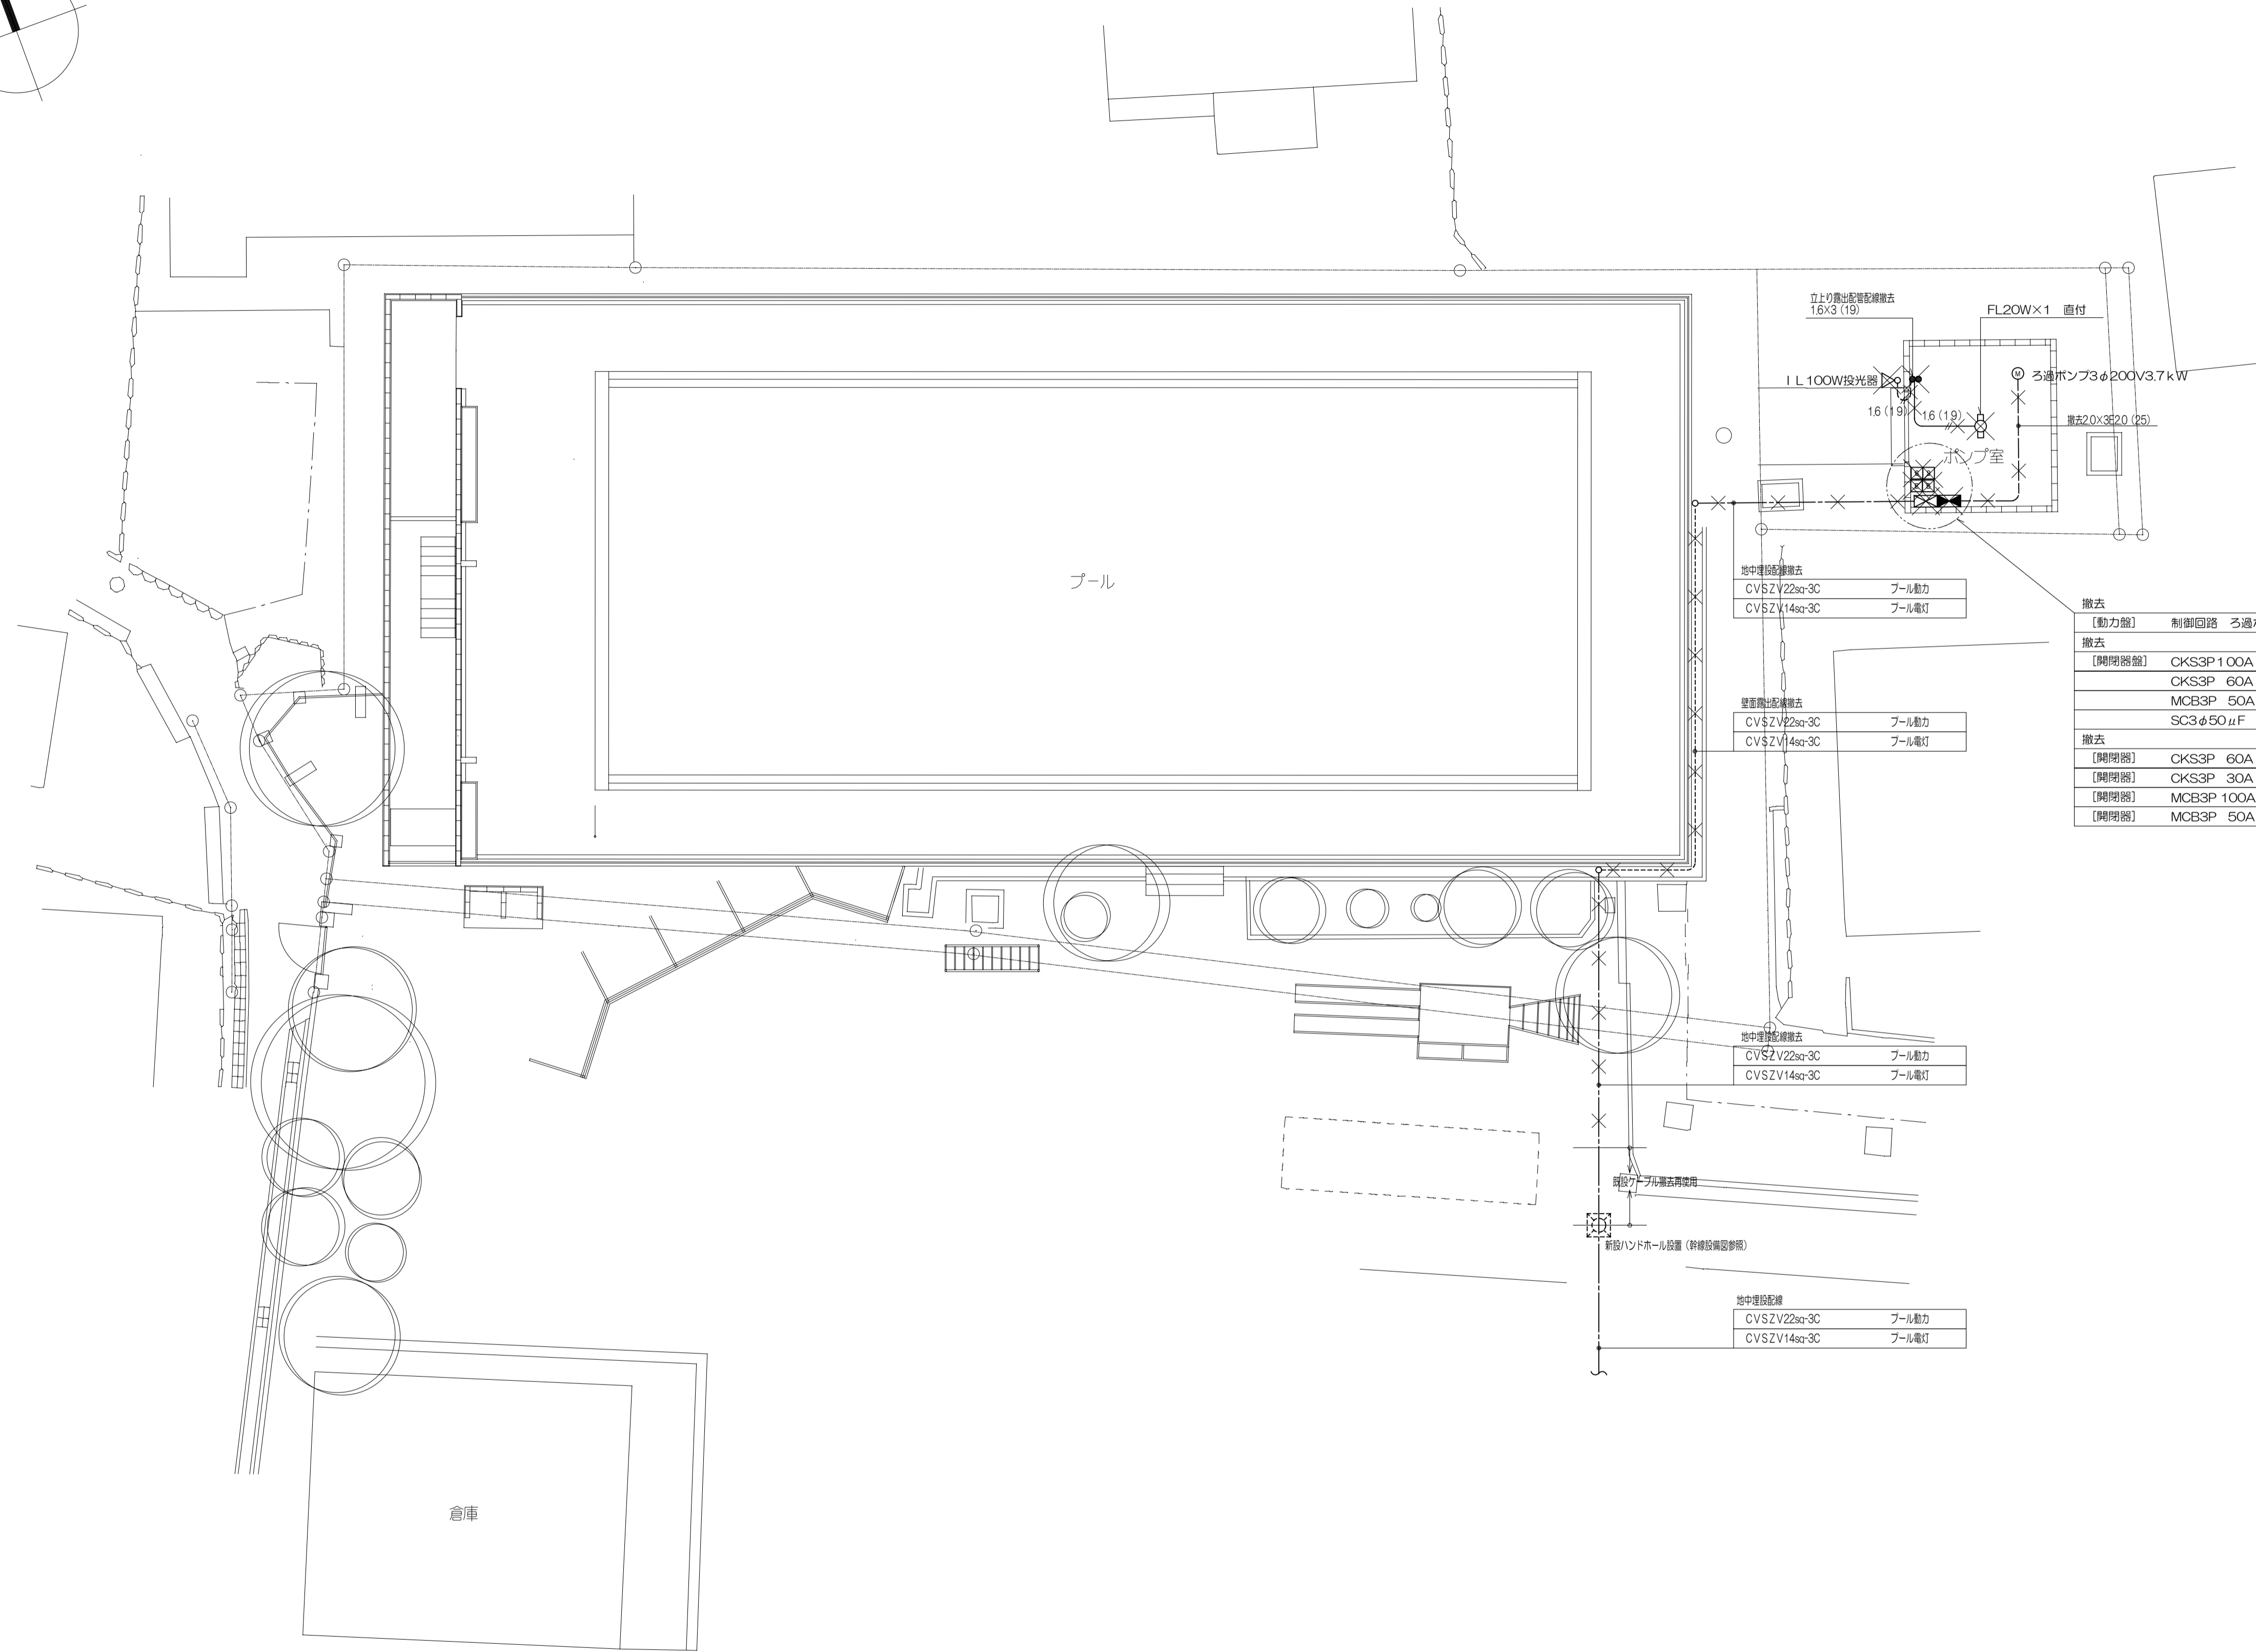 立上り露出配管配線撤去
1.6×3 (19)
FL20W×1 直付
IL100W投光器
M
ろ過ポンプ3φ200V3.7kW
1.6 (19)
1.6 (19)
撤去2.0×3E2.0 (25)
ポンプ室
プール
地中埋設配線撤去
CVSZV22sq-3C プール動力
CVSZV14sq-3C プール電灯
撤去
[動力盤] 制御回路 ろ過
撤去
[開閉器盤] CKS3P100A
CKS3P 60A
MCB3P 50A
SC3φ50μF
撤去
[開閉器] CKS3P 60A
[開閉器] CKS3P 30A
[開閉器] MCB3P 100A
[開閉器] MCB3P 50A
壁面露出配線撤去
CVSZV22sq-3C プール動力
CVSZV14sq-3C プール電灯
地中埋設配線撤去
CVSZV22sq-3C プール動力
CVSZV14sq-3C プール電灯
既設ケーブル撤去再使用
新設ハンドホール設置（幹線設備図参照）
地中埋設配線
CVSZV22sq-3C プール動力
CVSZV14sq-3C プール電灯
倉庫